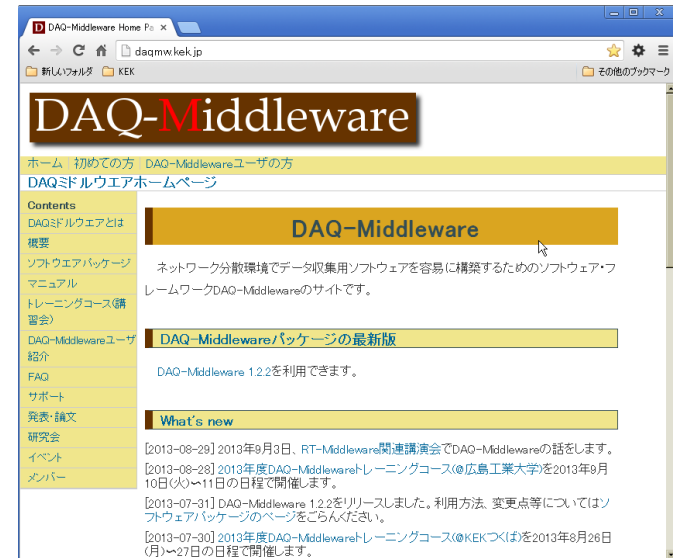 DAQ-Middleware Home Pa
daqmw.kek.jp
新しいフォルダ KEK その他のブックマーク
DAQ-Middleware
ホーム | 初めての方 | DAQ-Middlewareユーザの方
DAQミドルウエアホームページ
Contents
DAQミドルウエアとは
概要
ソフトウエアパッケージ
マニュアル
トレーニングコース(講
習会)
DAQ-Middlewareユーザ
紹介
FAQ
サポート
発表・論文
研究会
イベント
メンバー
DAQ-Middleware
ネットワーク分散環境でデータ収集用ソフトウェアを容易に構築するためのソフトウェア・フ
レームワークDAQ-Middlewareのサイトです。
DAQ-Middlewareパッケージの最新版
DAQ-Middleware 1.2.2を利用できます。
What's new
[2013-08-29] 2013年9月3日、RT-Middleware関連講演会でDAQ-Middlewareの話をします。
[2013-08-28] 2013年度DAQ-Middlewareトレーニングコース(@広島工業大学)を2013年9月
10日(火)〜11日の日程で開催します。
[2013-07-31] DAQ-Middleware 1.2.2をリリースしました。利用方法、変更点等についてはソ
フトウェアパッケージのページをごらんください。
[2013-07-30] 2013年度DAQ-Middlewareトレーニングコース(@KEKつくば)を2013年8月26日
(月)〜27日の日程で開催します。